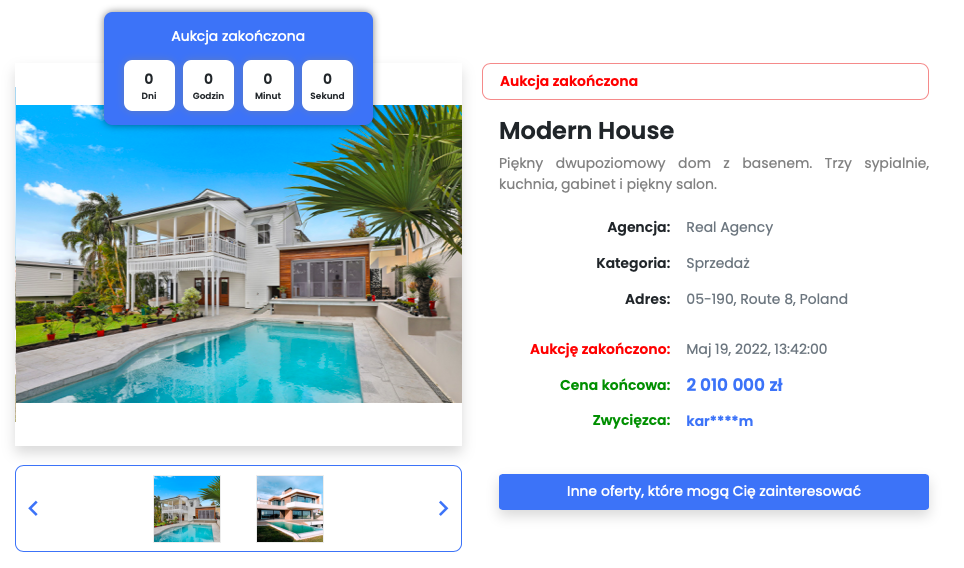 Aukcja zakończona
0 0 0 0
Dni Godzin Minut Sekund
Aukcja zakończona
Modern House
Piękny dwupoziomowy dom z basenem. Trzy sypialnie,
kuchnia, gabinet i piękny salon.
Agencja: Real Agency
Kategoria: Sprzedaż
Adres: 05-190, Route 8, Poland
Aukcję zakończono: Maj 19, 2022, 13:42:00
Cena końcowa: 2 010 000 zł
Zwycięzca: kar****m
Inne oferty, które mogą Cię zainteresować